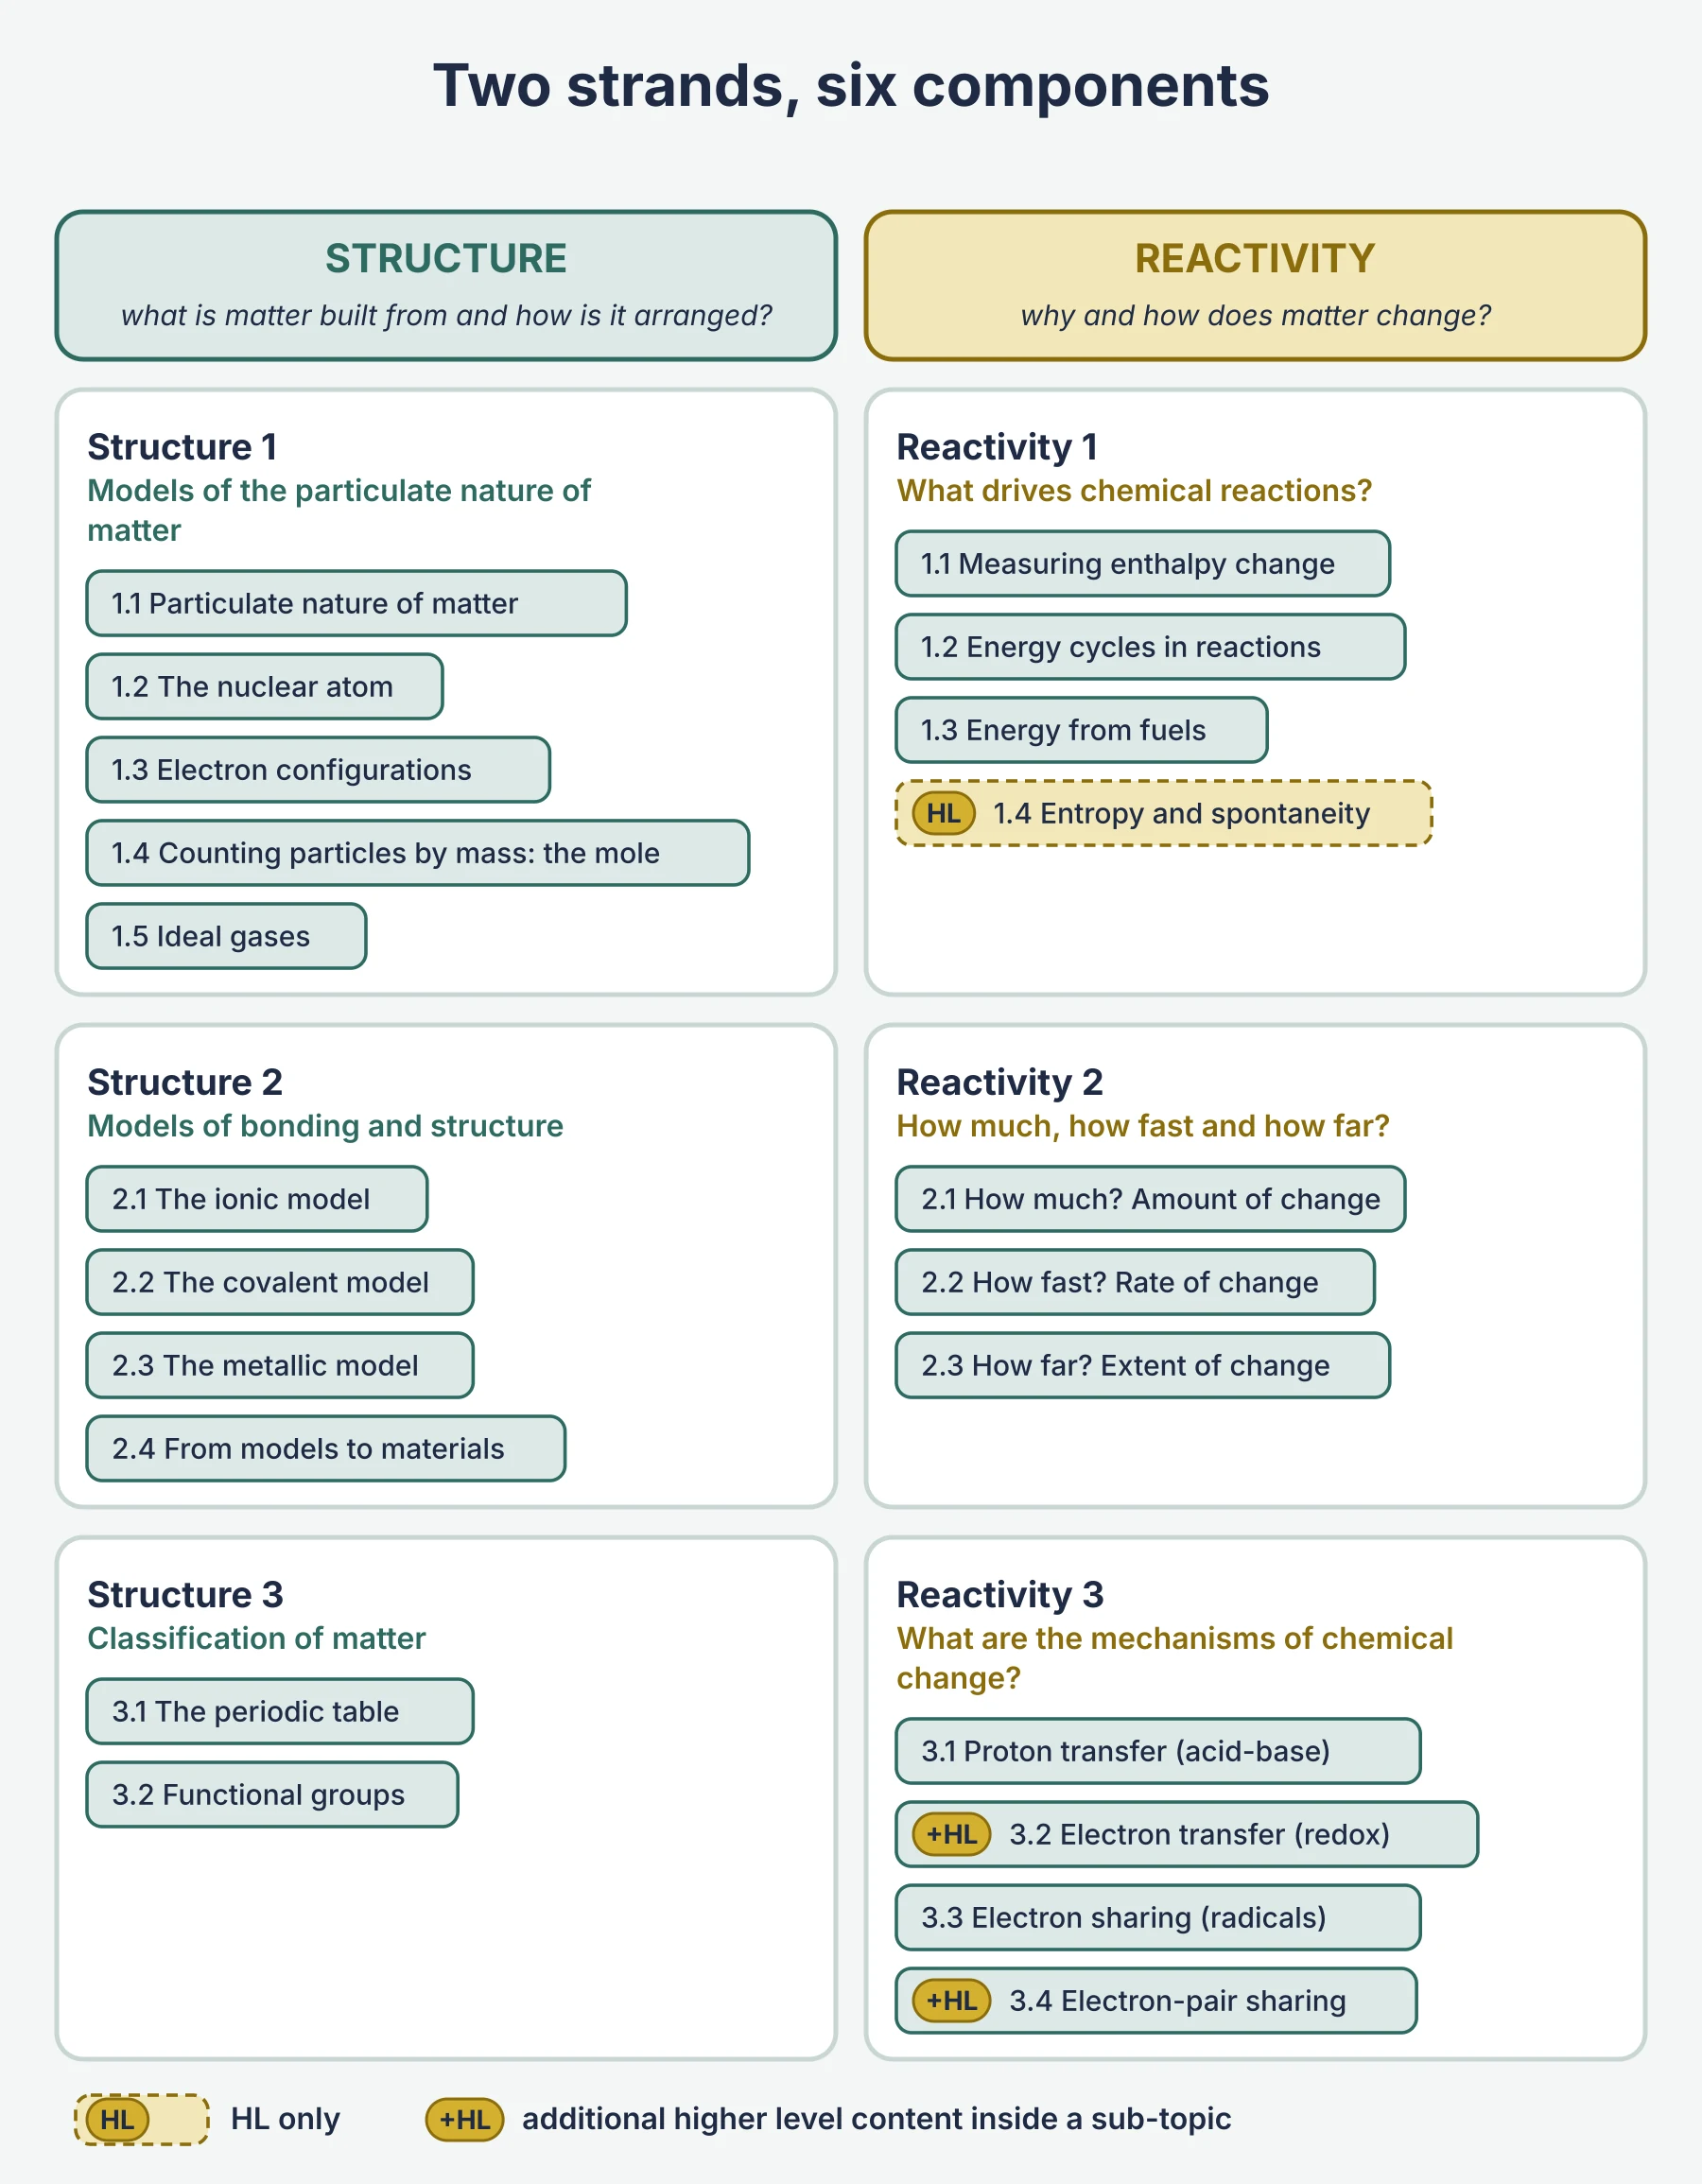 Two strands, six components
STRUCTURE
what is matter built from and how is it arranged?
REACTIVITY
why and how does matter change?
Structure 1
Models of the particulate nature of
matter
1.1 Particulate nature of matter
1.2 The nuclear atom
1.3 Electron configurations
1.4 Counting particles by mass: the mole
1.5 Ideal gases
Reactivity 1
What drives chemical reactions?
1.1 Measuring enthalpy change
1.2 Energy cycles in reactions
1.3 Energy from fuels
HL 1.4 Entropy and spontaneity
Structure 2
Models of bonding and structure
2.1 The ionic model
2.2 The covalent model
2.3 The metallic model
2.4 From models to materials
Reactivity 2
How much, how fast and how far?
2.1 How much? Amount of change
2.2 How fast? Rate of change
2.3 How far? Extent of change
Structure 3
Classification of matter
3.1 The periodic table
3.2 Functional groups
Reactivity 3
What are the mechanisms of chemical
change?
3.1 Proton transfer (acid-base)
+HL 3.2 Electron transfer (redox)
3.3 Electron sharing (radicals)
+HL 3.4 Electron-pair sharing
HL HL only
+HL additional higher level content inside a sub-topic